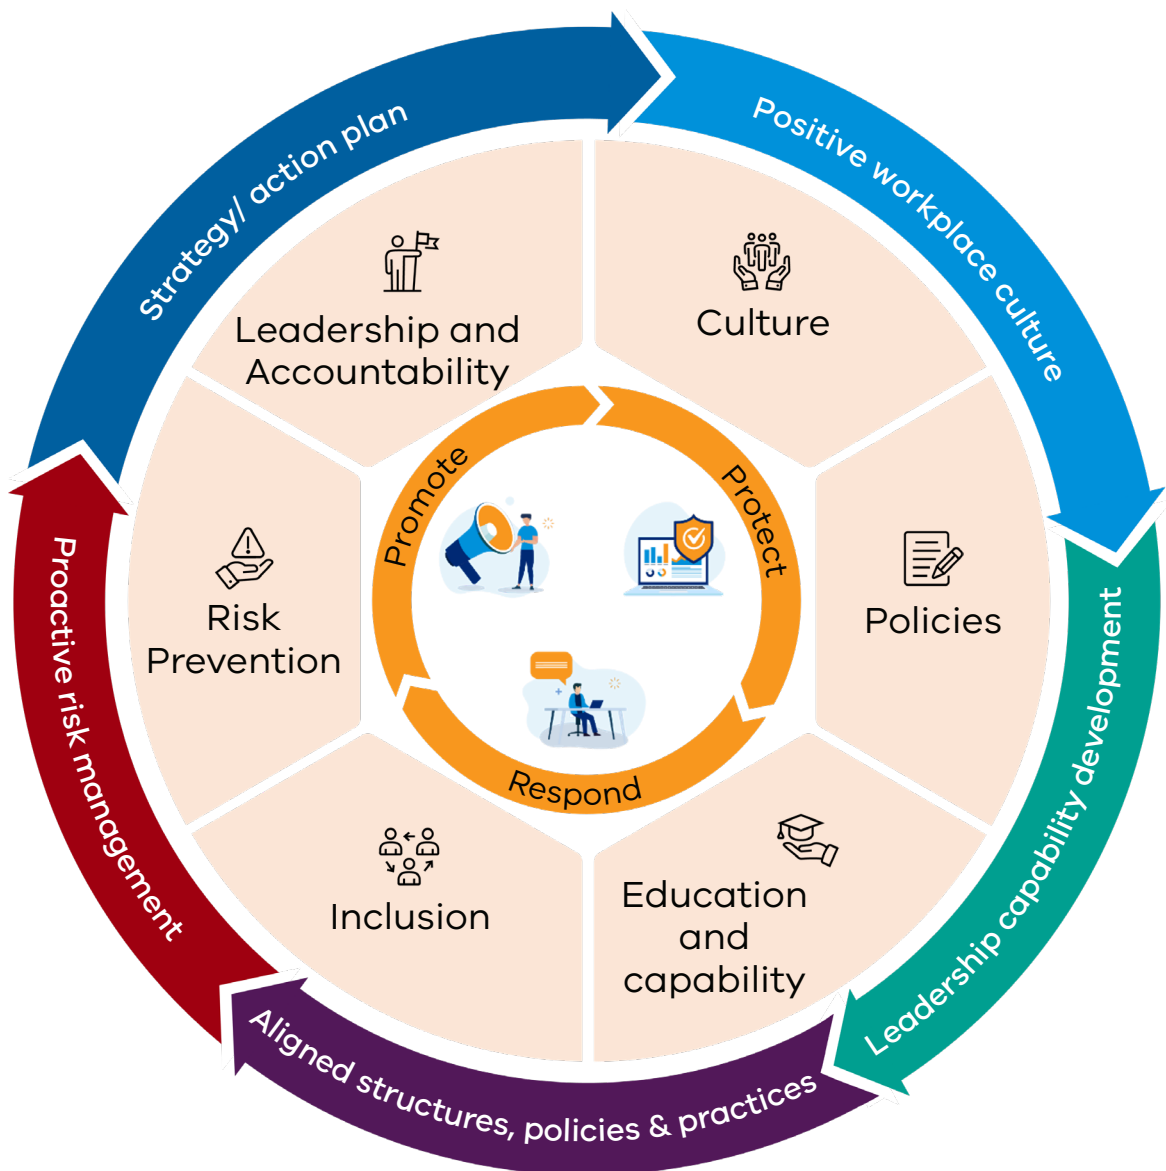 Strategy/ action plan
Positive workplace culture
Leadership capability development
Aligned structures, policies & practices
Proactive risk management
Leadership and
Accountability
Culture
Policies
Education
and
capability
Inclusion
Risk
Prevention
Promote
Protect
Respond